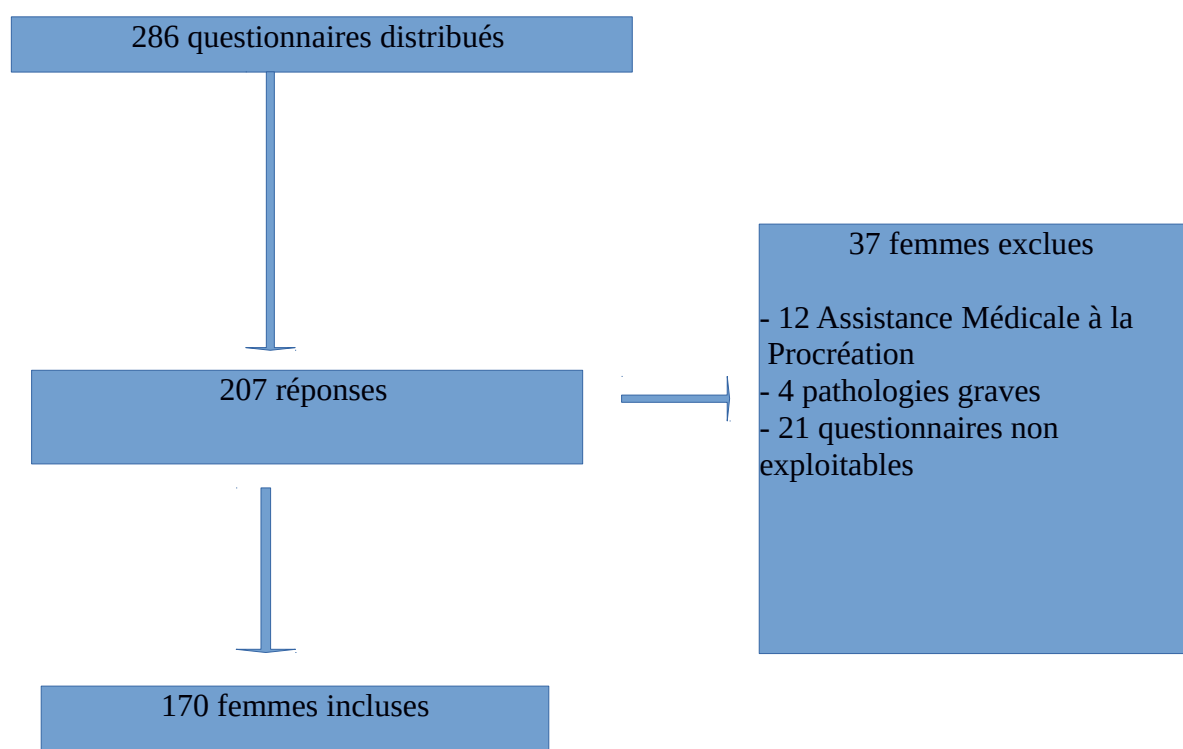 286 questionnaires distribués
207 réponses
37 femmes exclues
- 12 Assistance Médicale à la
Procréation
- 4 pathologies graves
- 21 questionnaires non
exploitables
170 femmes incluses